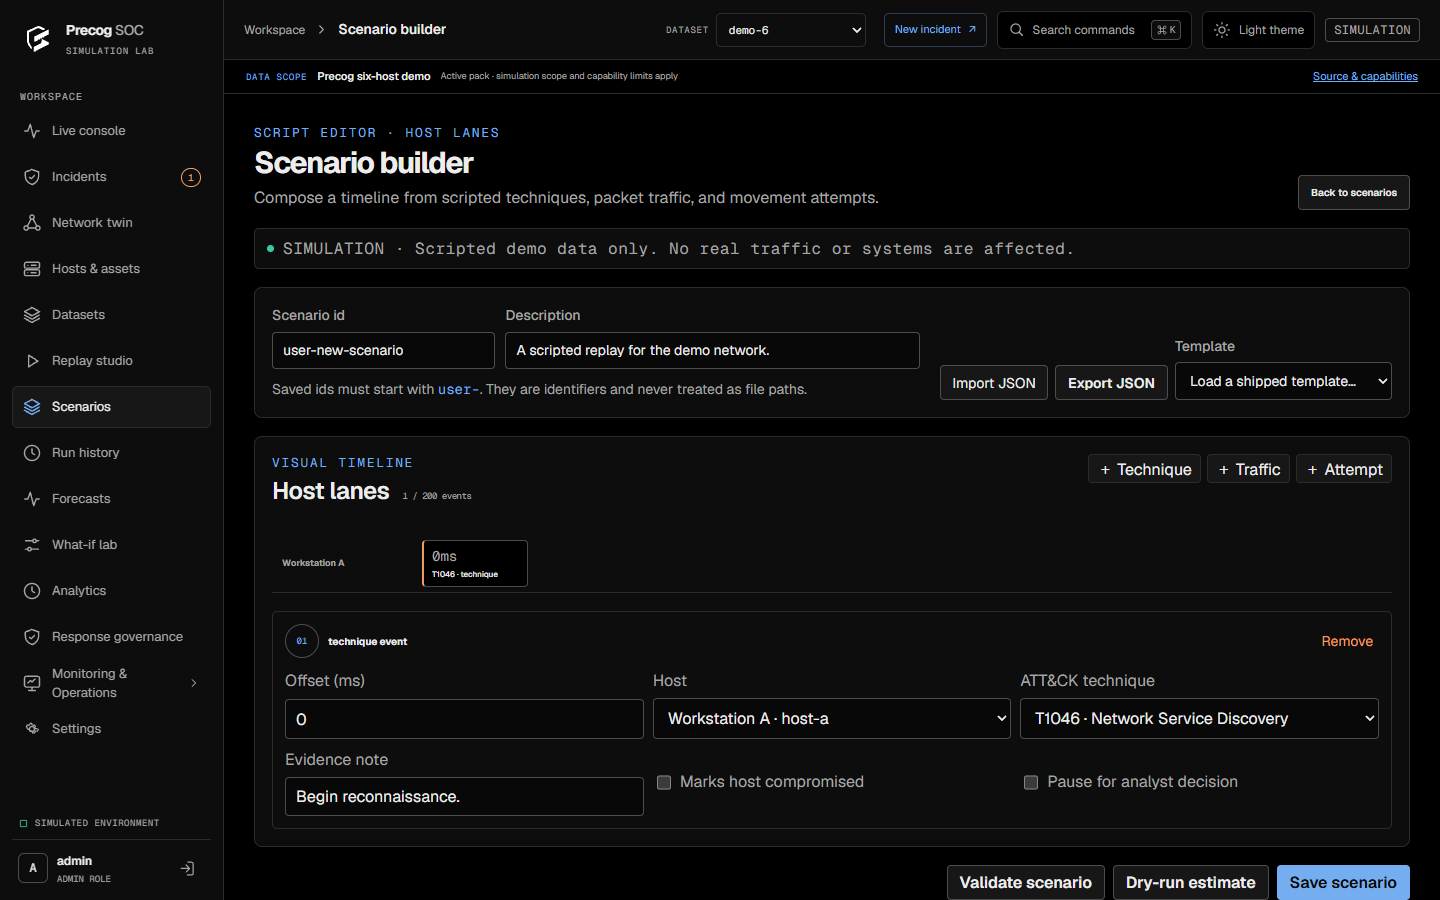 Precog SOC
SIMULATION LAB
WORKSPACE
Live console
Incidents
1
Network twin
Hosts & assets
Datasets
Replay studio
Scenarios
Run history
Forecasts
What-if lab
Analytics
Response governance
Monitoring &
Operations
Settings
SIMULATED ENVIRONMENT
A
admin
ADMIN ROLE
Workspace
Scenario builder
DATASET
demo-6
New incident
Search commands
⌘K
Light theme
SIMULATION
DATA SCOPE Precog six-host demo Active pack · simulation scope and capability limits apply
Source & capabilities
SCRIPT EDITOR · HOST LANES
Scenario builder
Compose a timeline from scripted techniques, packet traffic, and movement attempts.
Back to scenarios
SIMULATION · Scripted demo data only. No real traffic or systems are affected.
Scenario id
user-new-scenario
Description
A scripted replay for the demo network.
Saved ids must start with user-. They are identifiers and never treated as file paths.
Import JSON
Export JSON
Template
Load a shipped template...
VISUAL TIMELINE
Host lanes 1 / 200 events
+ Technique
+ Traffic
+ Attempt
Workstation A
0ms
T1046 · technique
01 technique event
Remove
Offset (ms)
0
Host
Workstation A · host-a
ATT&CK technique
T1046 · Network Service Discovery
Evidence note
Begin reconnaissance.
Marks host compromised
Pause for analyst decision
Validate scenario
Dry-run estimate
Save scenario